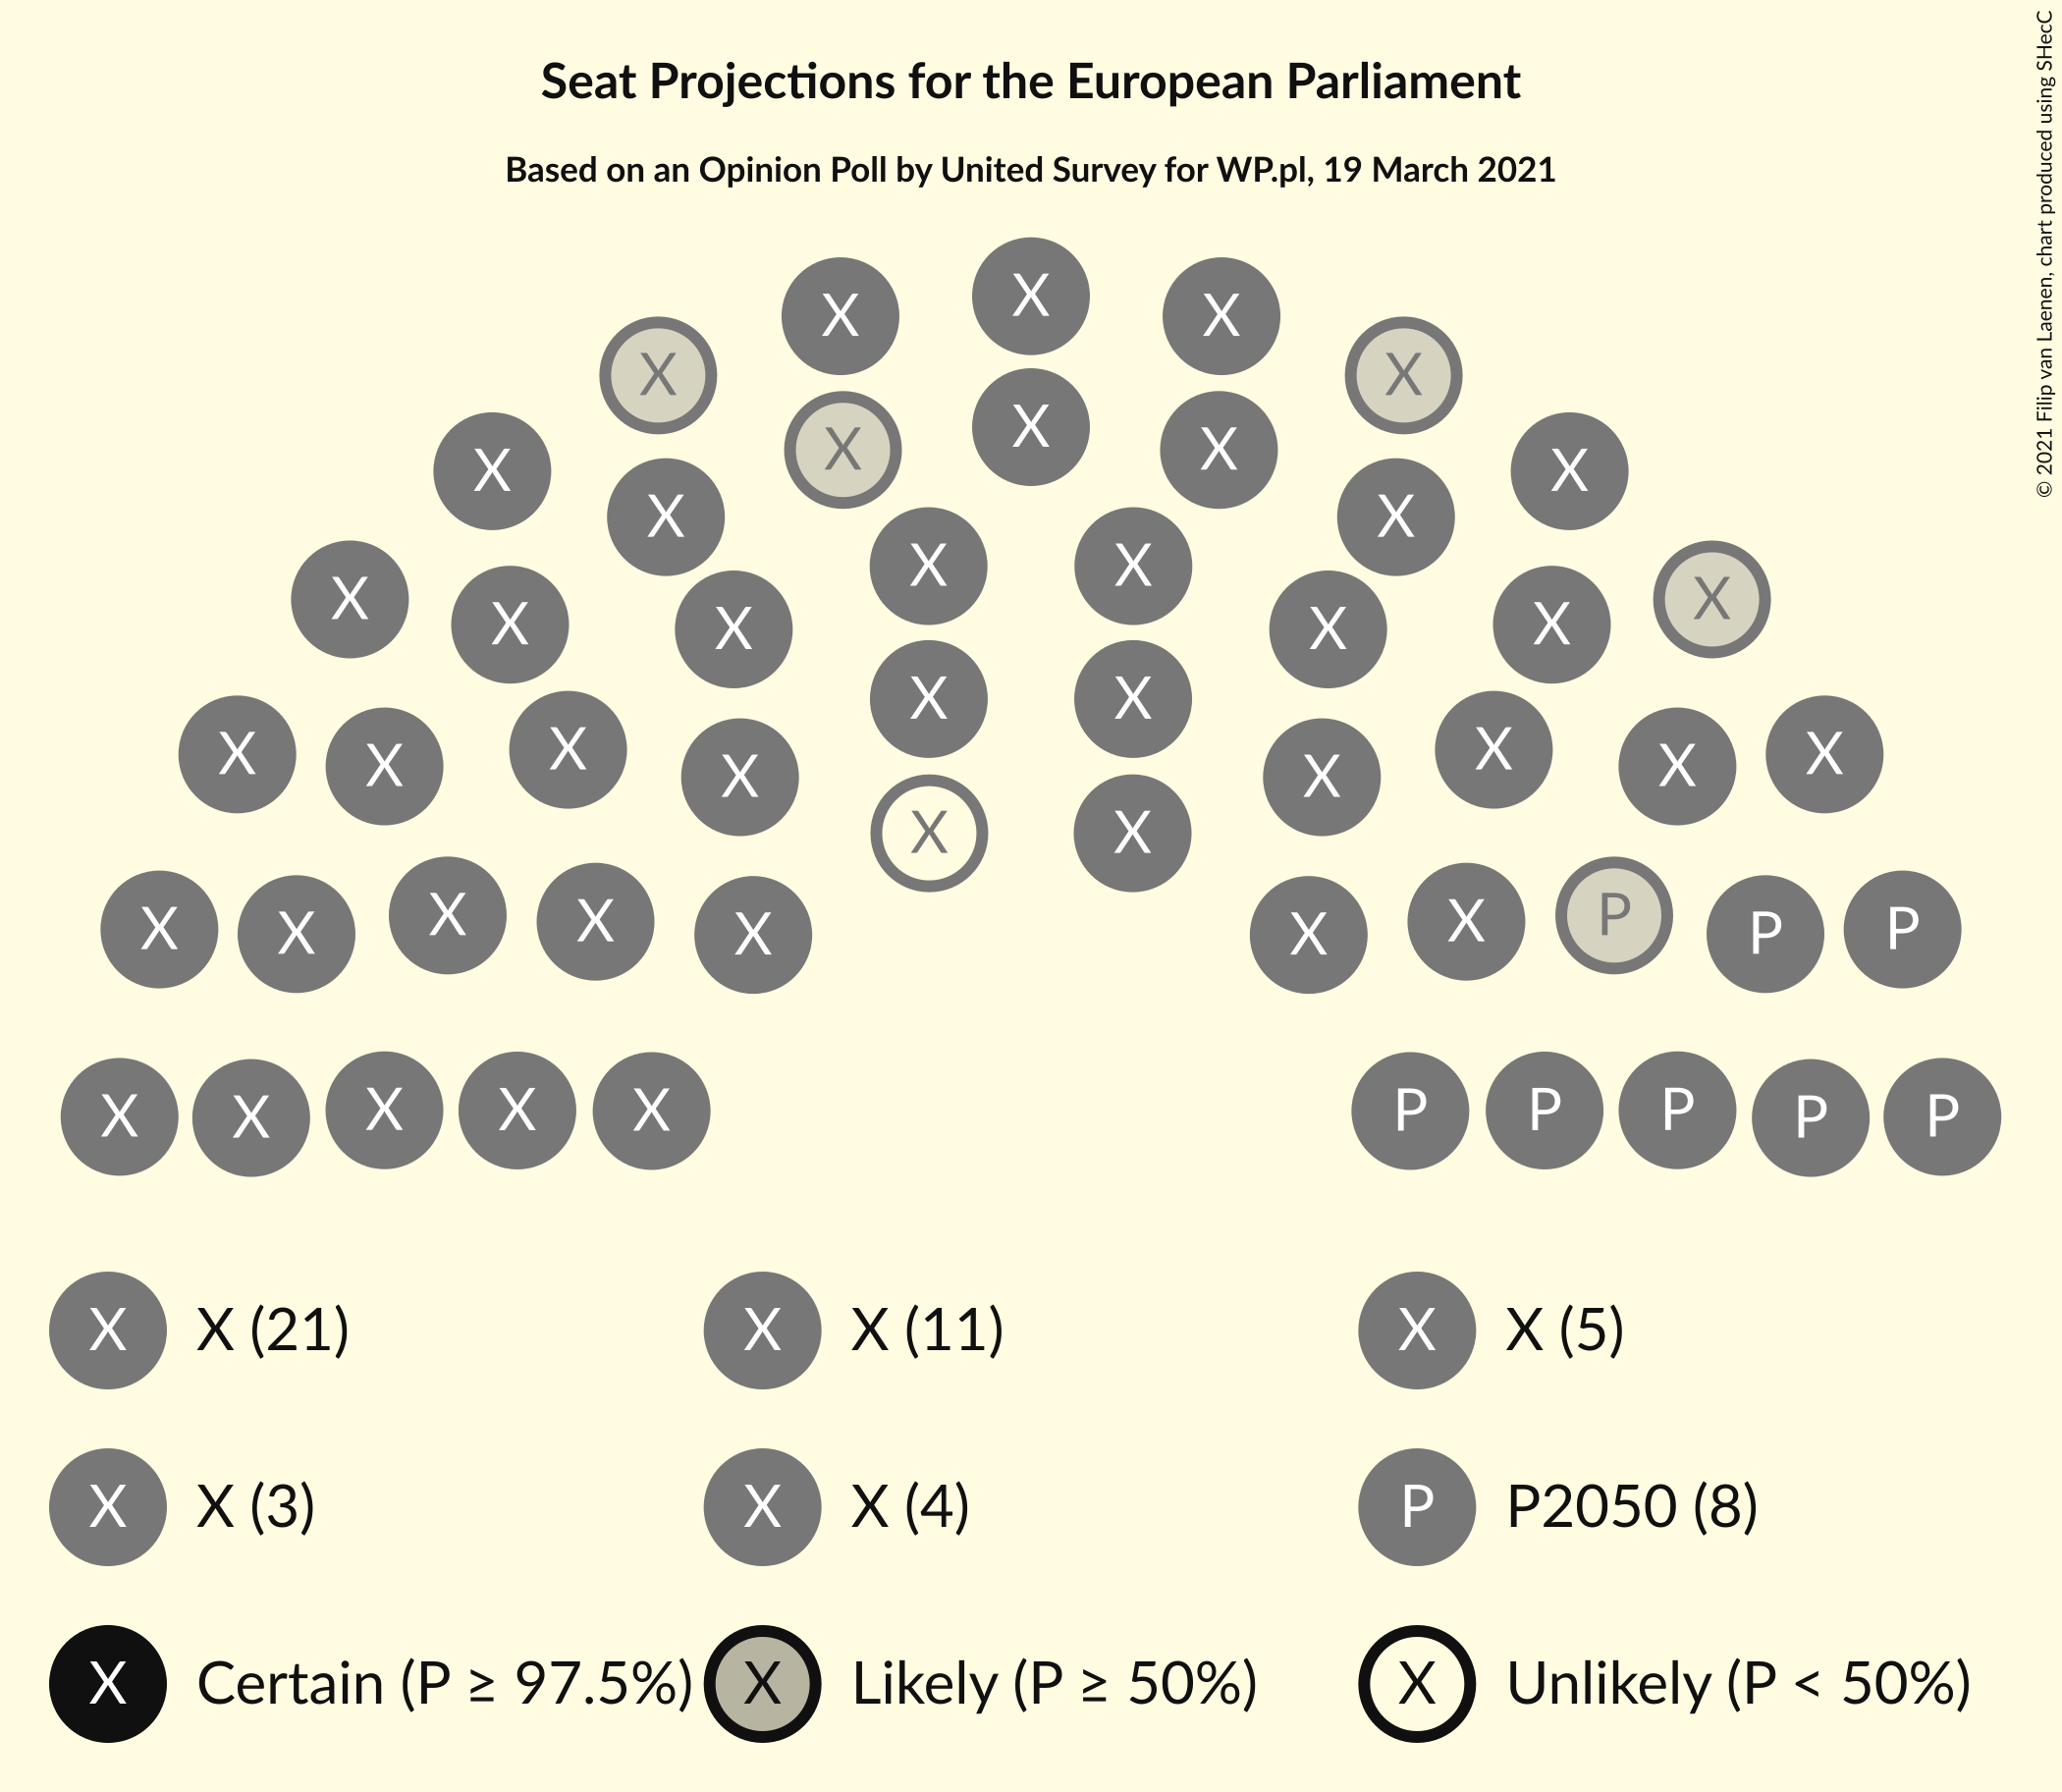 © 2021 Filip van Laenen, chart produced using SHecC
Seat Projections for the European Parliament
Based on an Opinion Poll by United Survey for WP.pl, 19 March 2021
X X X
X X
X X X
X X
X X
X X
X X X X X X
X X
X X X X X X X X
X X
X X X X X X X P P P
X X X X X P P P P P
X X (21) X X (11) X X (5)
X X (3) X X (4) P P2050 (8)
X Certain (P ≥ 97.5%) X Likely (P ≥ 50%) X Unlikely (P < 50%)